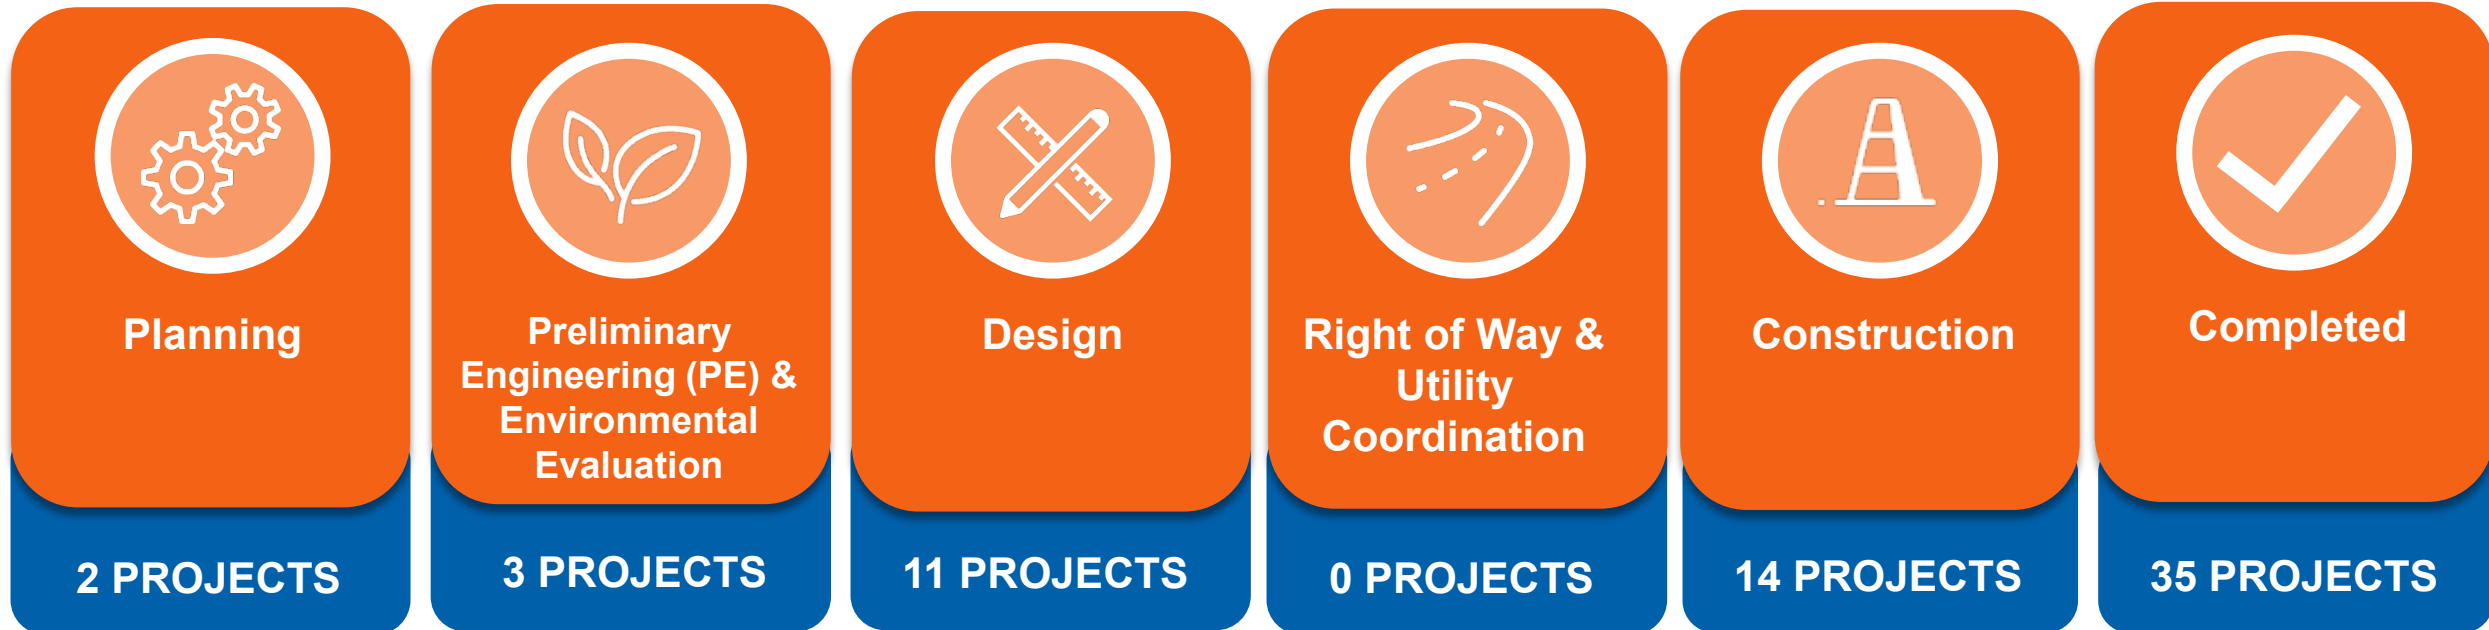 Planning
2 PROJECTS
Preliminary
Engineering (PE) &
Environmental
Evaluation
3 PROJECTS
Design
11 PROJECTS
Right of Way &
Utility
Coordination
0 PROJECTS
Construction
14 PROJECTS
Completed
35 PROJECTS